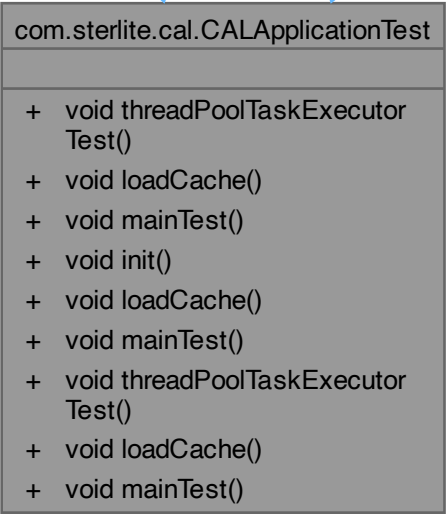 com.sterlite.cal.CALApplicationTest
+ void threadPoolTaskExecutor
Test()
+ void loadCache()
+ void mainTest()
+ void init()
+ void loadCache()
+ void mainTest()
+ void threadPoolTaskExecutor
Test()
+ void loadCache()
+ void mainTest()